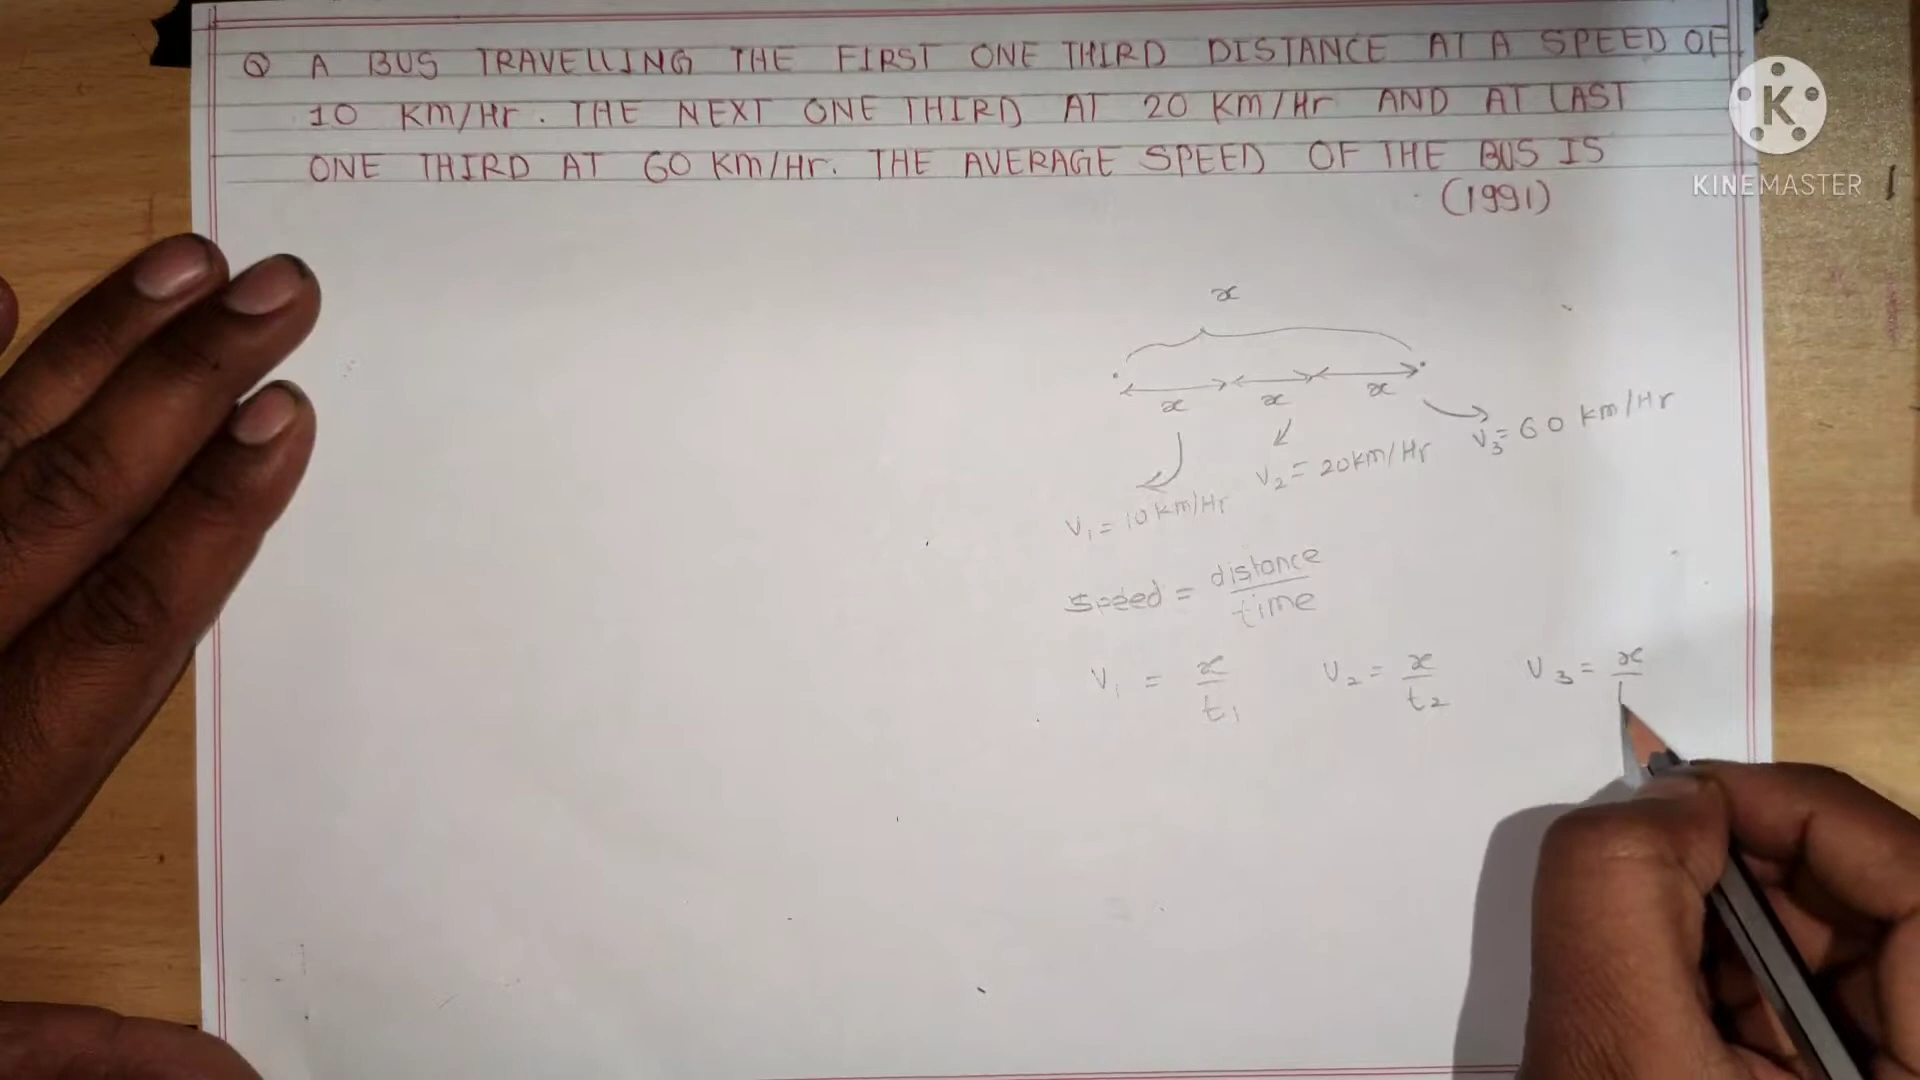 Q A BUS TRAVELLING THE FIRST ONE THIRD DISTANCE AT A SPEED OF
10 KM/Hr. THE NEXT ONE THIRD AT 20 KM/Hr AND AT LAST
ONE THIRD AT 60 KM/Hr. THE AVERAGE SPEED OF THE BUS IS
(1991)
KINEMASTER
x
x x x
V₁ = 10 km/Hr V₂ = 20km/Hr V₃ = 60 km/Hr
speed = distance/time
V₁ = x/t₁ V₂ = x/t₂ V₃ = x/